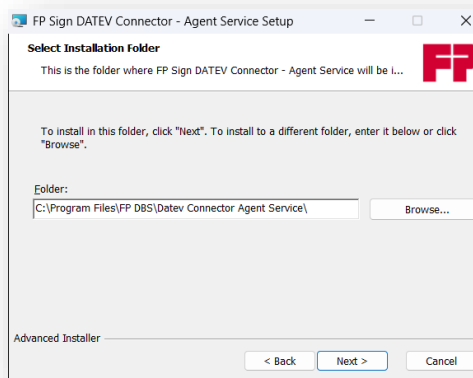 FP Sign DATEV Connector - Agent Service Setup
Select Installation Folder
This is the folder where FP Sign DATEV Connector - Agent Service will be i...
FP
To install in this folder, click "Next". To install to a different folder, enter it below or click
"Browse".
Folder:
C:\Program Files\FP DBS\Datev Connector Agent Service\
Browse...
Advanced Installer
< Back
Next >
Cancel